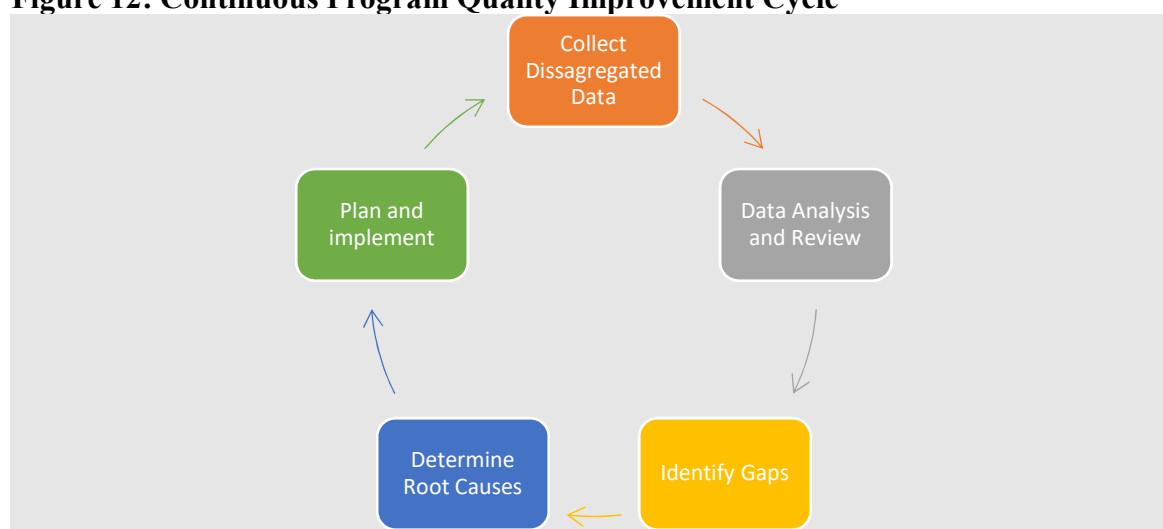 Figure 12: Continuous Program Quality Improvement Cycle
Collect
Dissagregated
Data
Data Analysis
and Review
Identify Gaps
Determine
Root Causes
Plan and
implement